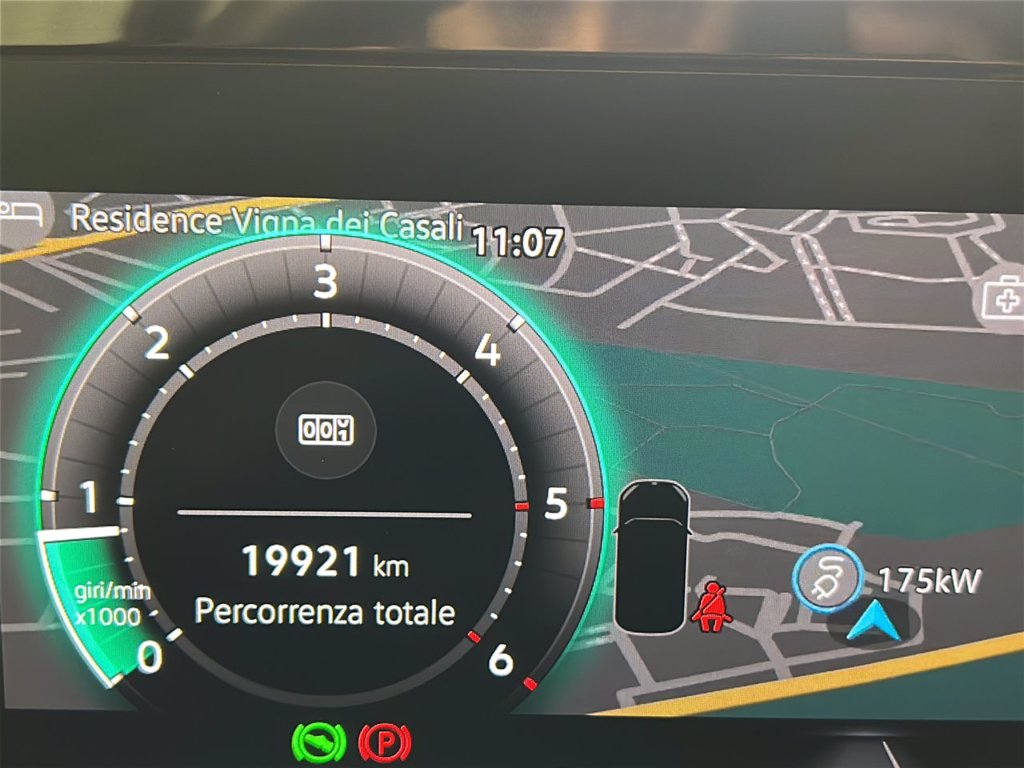 Residence Vigna dei Casali
11:07
3
2
4
1
5
000
19921 km
Percorrenza totale
giri/min
x1000
0
6
175kW
P